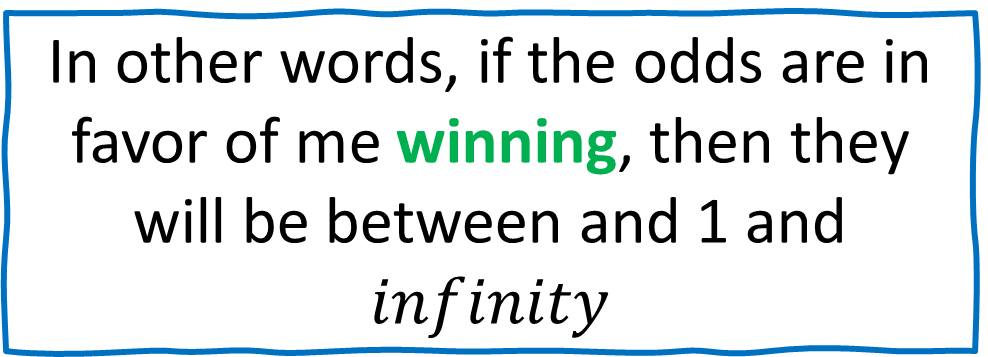 In other words, if the odds are in
favor of me winning, then they
will be between and 1 and
infinity